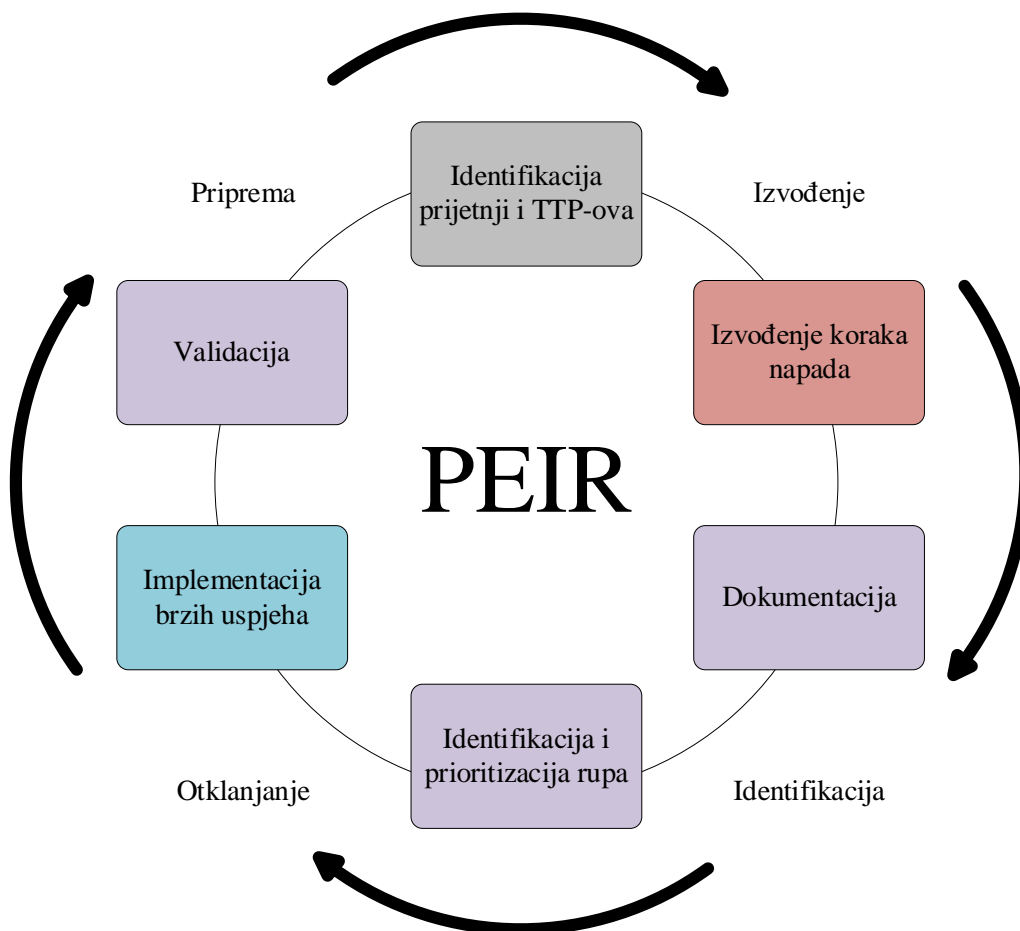 Identifikacija
prijetnji i TTP-ova
Priprema
Izvođenje
Validacija
Izvođenje koraka
napada
PEIR
Implementacija
brzih uspjeha
Dokumentacija
Identifikacija i
prioritizacija rupa
Otklanjanje
Identifikacija